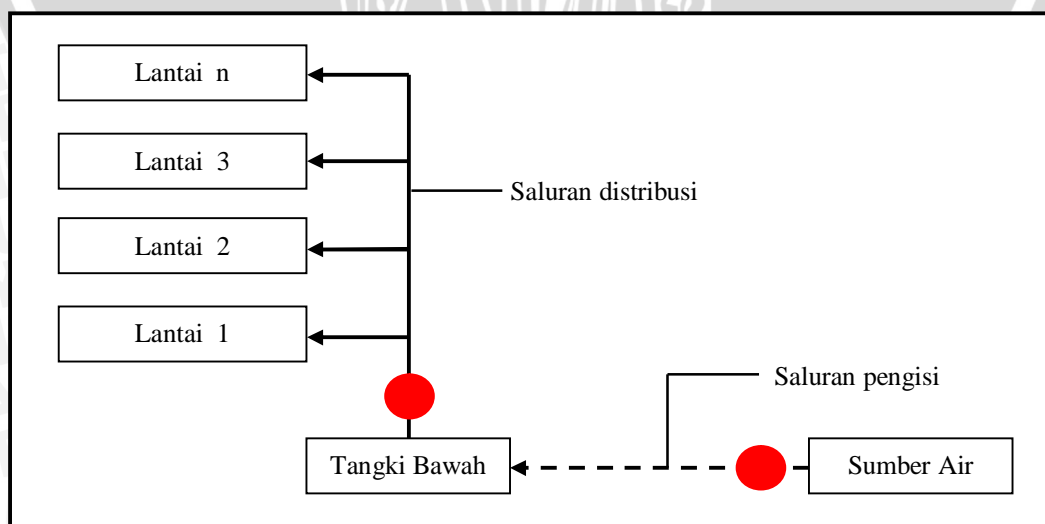 Lantai n
Lantai 3
Saluran distribusi
Lantai 2
Lantai 1
Saluran pengisi
Tangki Bawah
Sumber Air